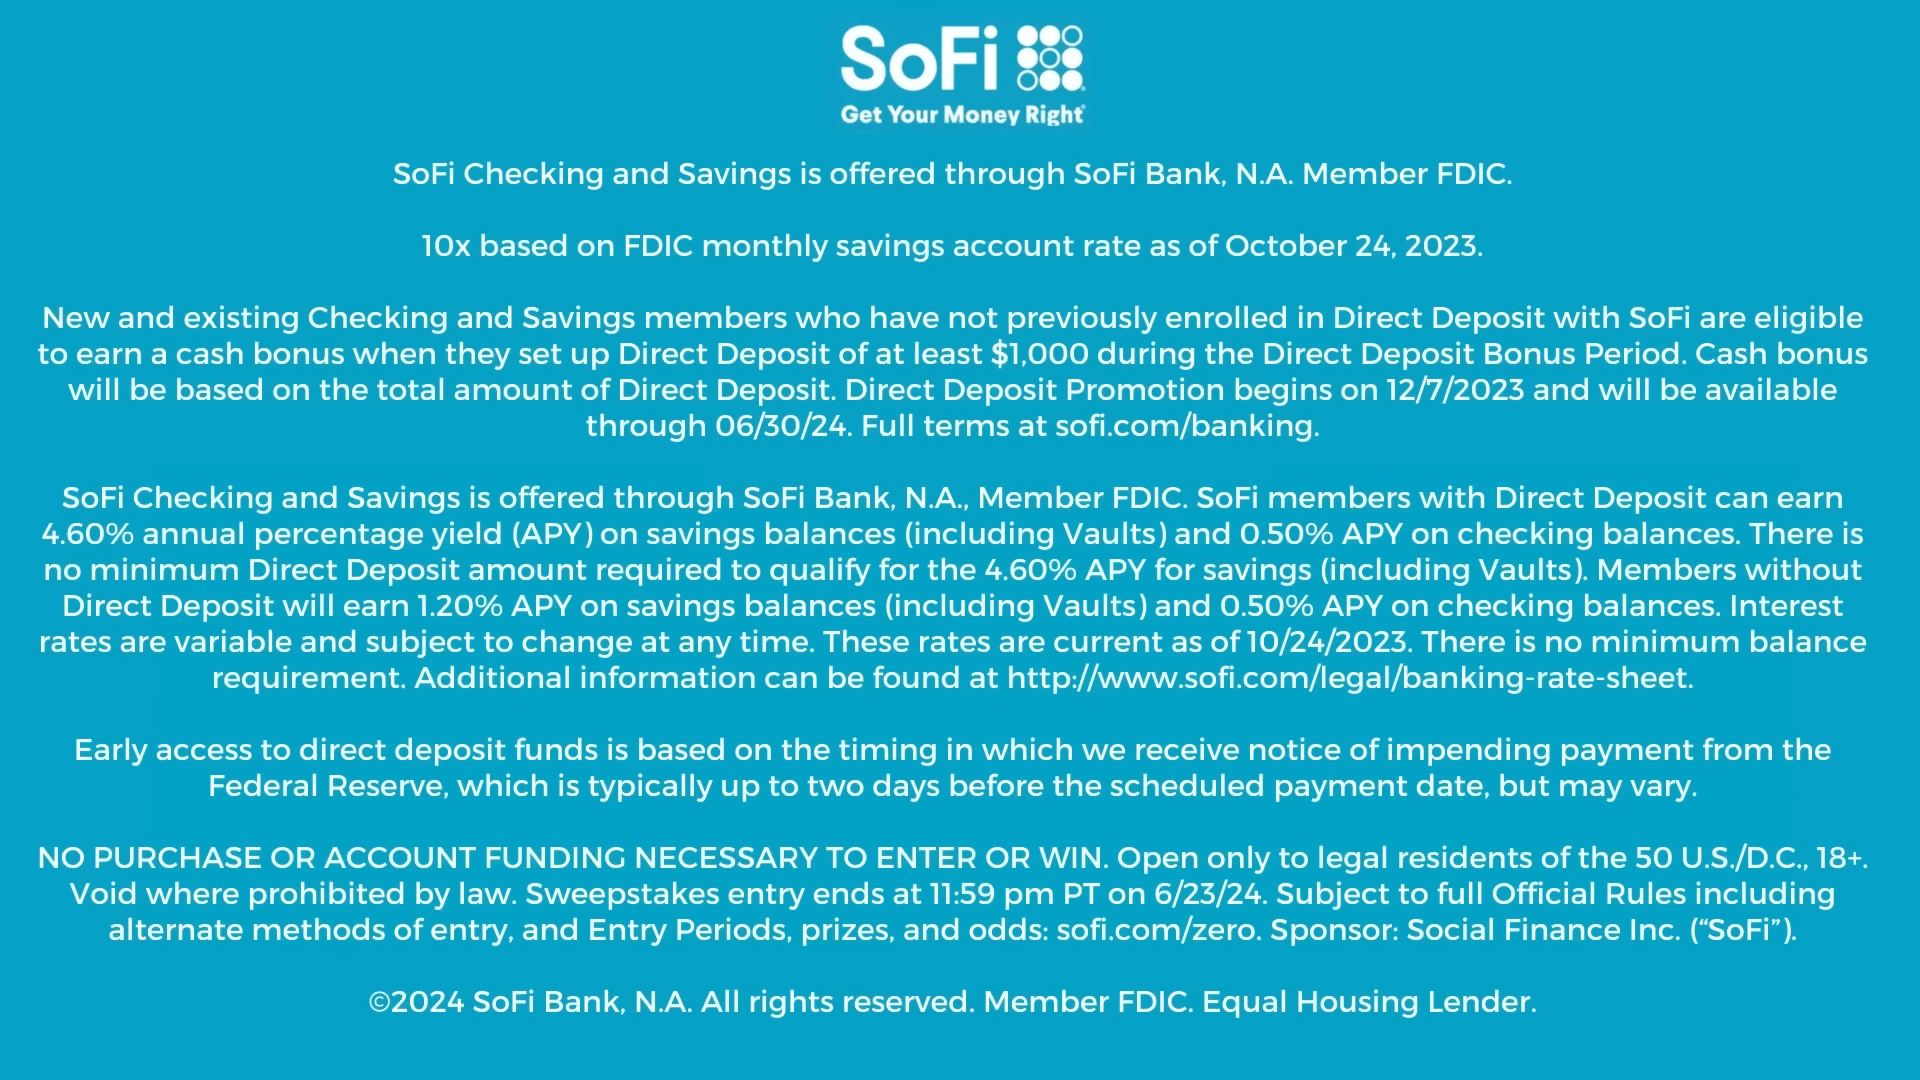 SoFi
Get Your Money Right®
SoFi Checking and Savings is offered through SoFi Bank, N.A. Member FDIC.
10x based on FDIC monthly savings account rate as of October 24, 2023.
New and existing Checking and Savings members who have not previously enrolled in Direct Deposit with SoFi are eligible
to earn a cash bonus when they set up Direct Deposit of at least $1,000 during the Direct Deposit Bonus Period. Cash bonus
will be based on the total amount of Direct Deposit. Direct Deposit Promotion begins on 12/7/2023 and will be available
through 06/30/24. Full terms at sofi.com/banking.
SoFi Checking and Savings is offered through SoFi Bank, N.A., Member FDIC. SoFi members with Direct Deposit can earn
4.60% annual percentage yield (APY) on savings balances (including Vaults) and 0.50% APY on checking balances. There is
no minimum Direct Deposit amount required to qualify for the 4.60% APY for savings (including Vaults). Members without
Direct Deposit will earn 1.20% APY on savings balances (including Vaults) and 0.50% APY on checking balances. Interest
rates are variable and subject to change at any time. These rates are current as of 10/24/2023. There is no minimum balance
requirement. Additional information can be found at http://www.sofi.com/legal/banking-rate-sheet.
Early access to direct deposit funds is based on the timing in which we receive notice of impending payment from the
Federal Reserve, which is typically up to two days before the scheduled payment date, but may vary.
NO PURCHASE OR ACCOUNT FUNDING NECESSARY TO ENTER OR WIN. Open only to legal residents of the 50 U.S./D.C., 18+.
Void where prohibited by law. Sweepstakes entry ends at 11:59 pm PT on 6/23/24. Subject to full Official Rules including
alternate methods of entry, and Entry Periods, prizes, and odds: sofi.com/zero. Sponsor: Social Finance Inc. (“SoFi”).
©2024 SoFi Bank, N.A. All rights reserved. Member FDIC. Equal Housing Lender.